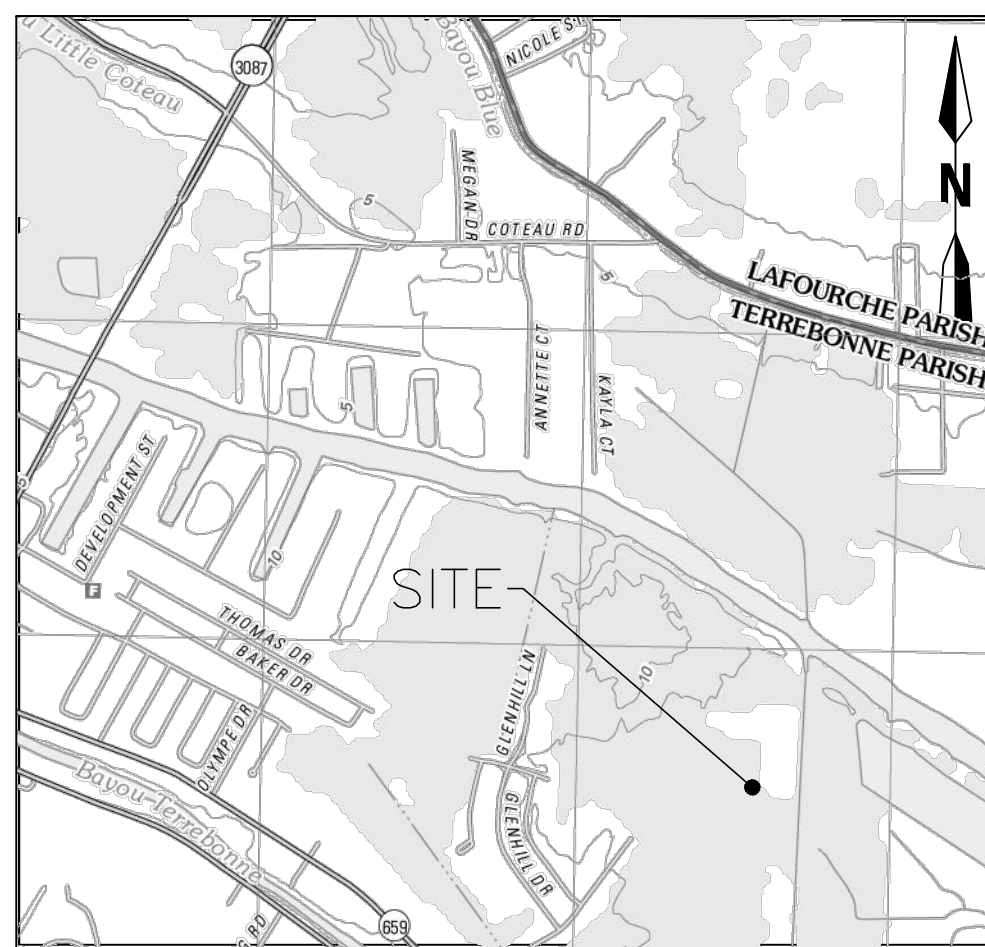 u Little Coteau
3087
Bayou Blue
NICOLE ST
N
MEGAN DR
5
COTEAU RD
5
LAFOURCHE PARISH
TERREBONNE PARISH
ANNETTE CT
KAYLA CT
5
DEVELOPMENT ST
10
F
SITE
THOMAS DR
BAKER DR
10
GLENHILL LN
OLYMPE DR
Bayou Terrebonne
GLENHILL DR
659
RD